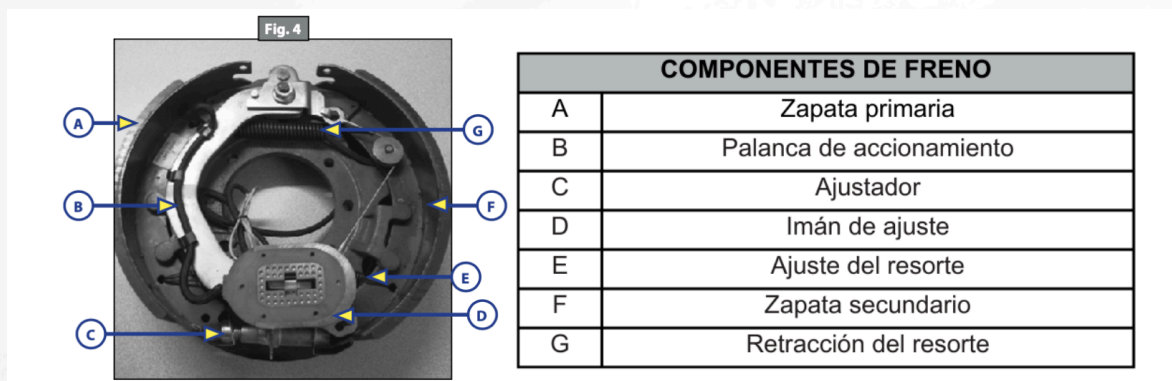 Fig. 4
A
B
C
G
F
E
D
COMPONENTES DE FRENO
A Zapata primaria
B Palanca de accionamiento
C Ajustador
D Imán de ajuste
E Ajuste del resorte
F Zapata secundario
G Retracción del resorte